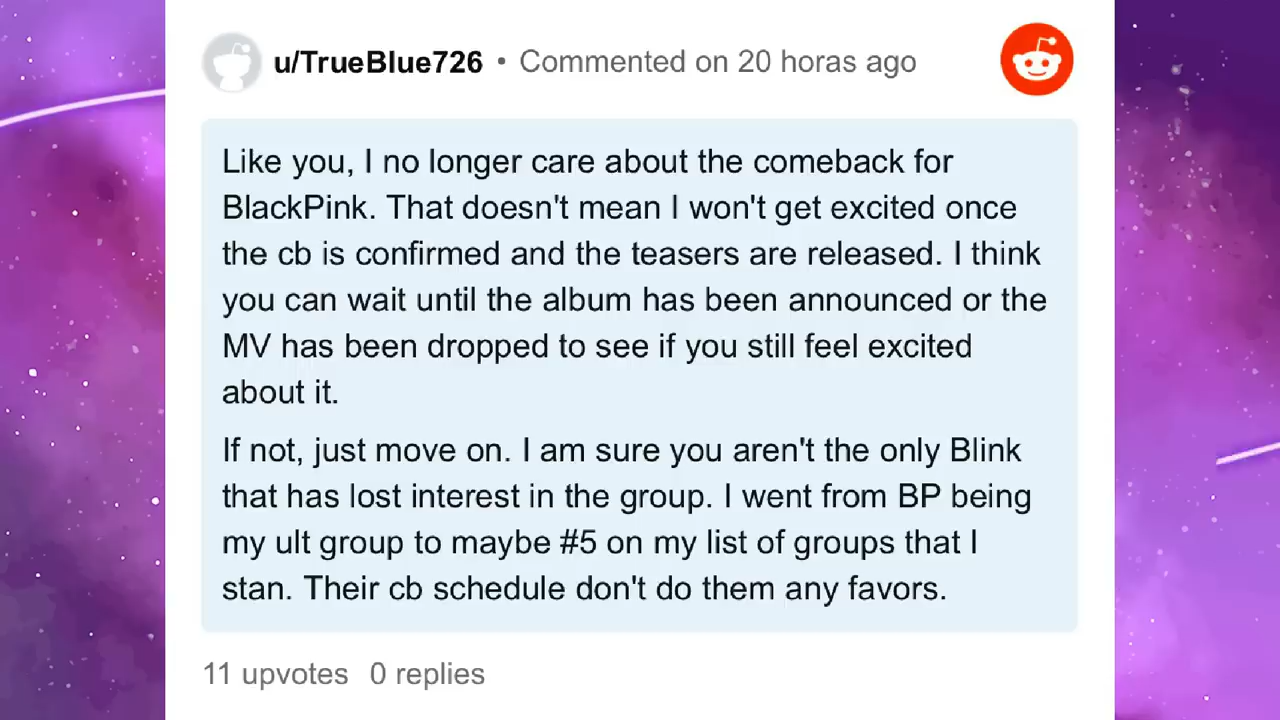 u/TrueBlue726 • Commented on 20 horas ago
Like you, I no longer care about the comeback for
BlackPink. That doesn't mean I won't get excited once
the cb is confirmed and the teasers are released. I think
you can wait until the album has been announced or the
MV has been dropped to see if you still feel excited
about it.
If not, just move on. I am sure you aren't the only Blink
that has lost interest in the group. I went from BP being
my ult group to maybe #5 on my list of groups that I
stan. Their cb schedule don't do them any favors.
11 upvotes 0 replies